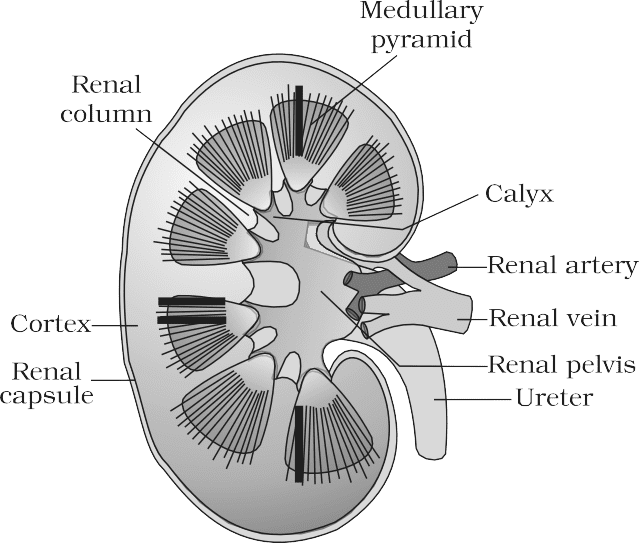 Medullary
pyramid
Renal
column
Calyx
Renal artery
Renal vein
Cortex
Renal pelvis
Renal
capsule
Ureter